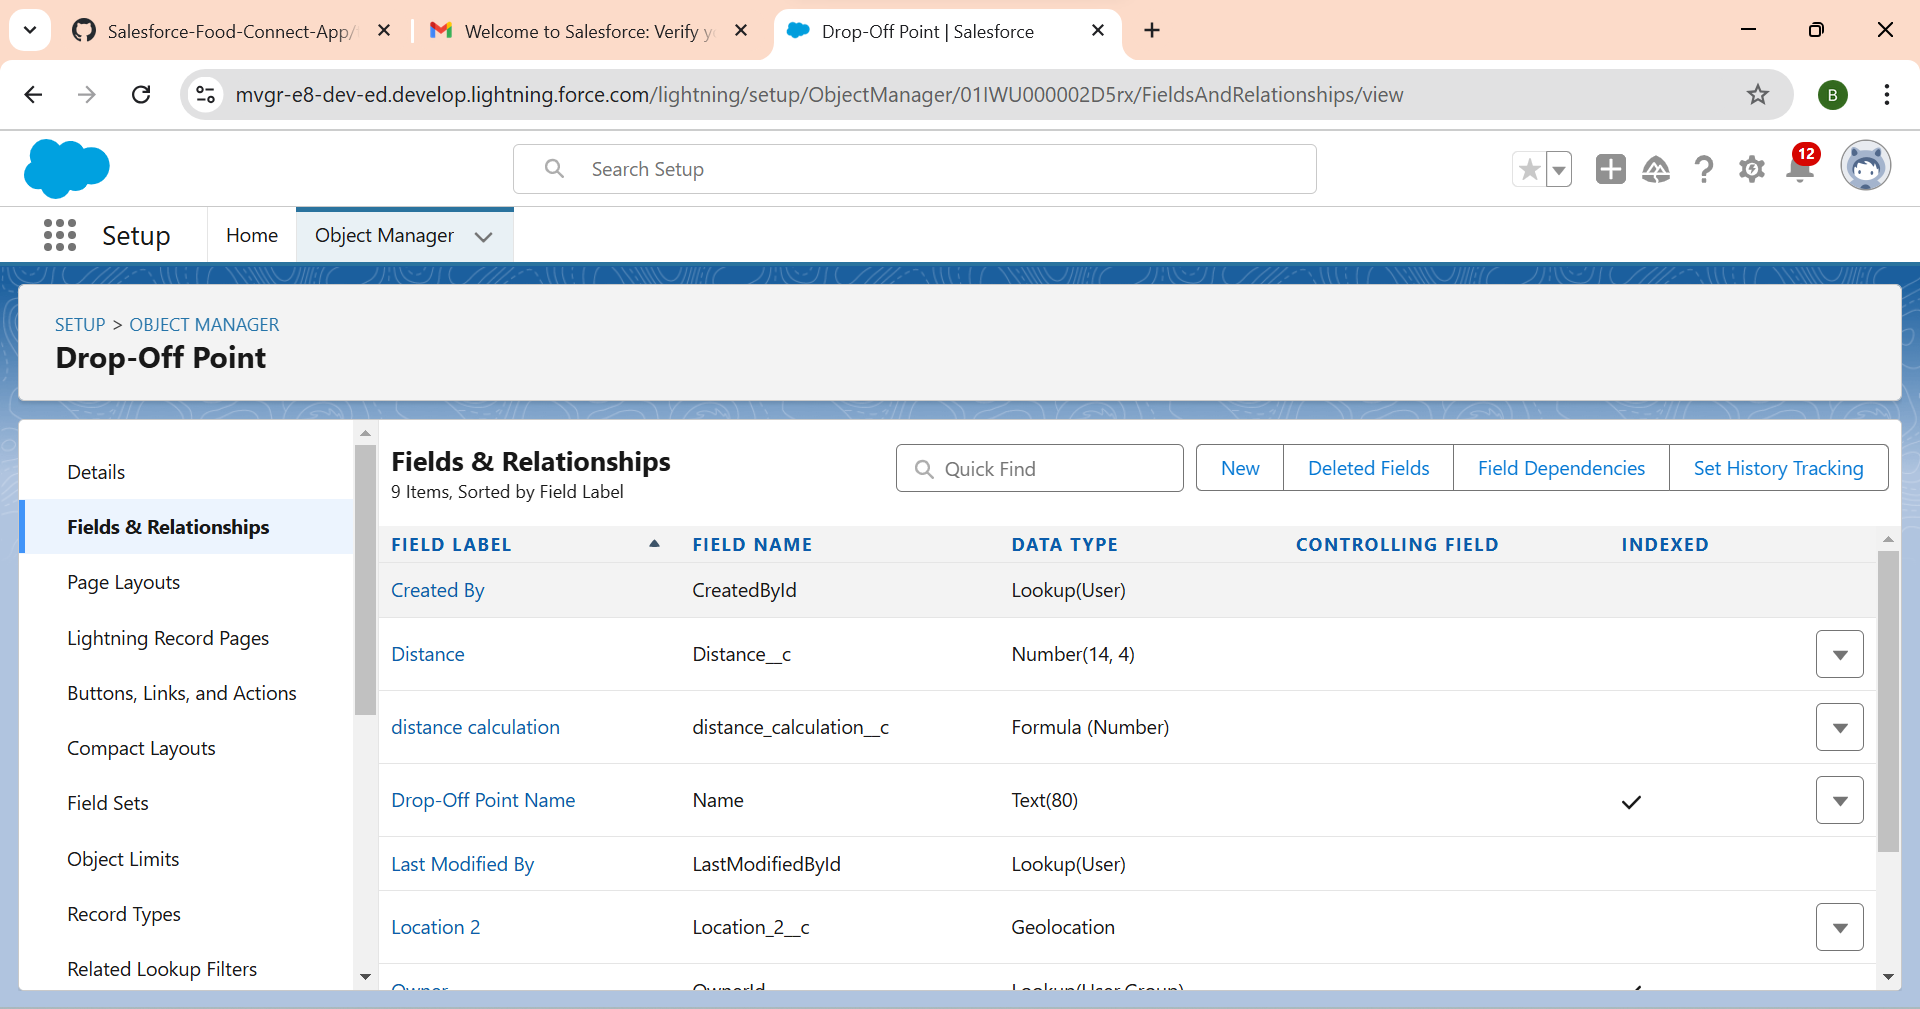 Salesforce-Food-Connect-App/
Welcome to Salesforce: Verify yo
Drop-Off Point | Salesforce
mvgr-e8-dev-ed.develop.lightning.force.com/lightning/setup/ObjectManager/01IWU000002D5rx/FieldsAndRelationships/view
B
Search Setup
12
Setup
Home
Object Manager
SETUP > OBJECT MANAGER
Drop-Off Point
Details
Fields & Relationships
Page Layouts
Lightning Record Pages
Buttons, Links, and Actions
Compact Layouts
Field Sets
Object Limits
Record Types
Related Lookup Filters
Fields & Relationships
9 Items, Sorted by Field Label
Quick Find
New
Deleted Fields
Field Dependencies
Set History Tracking
FIELD LABEL FIELD NAME DATA TYPE CONTROLLING FIELD INDEXED
Created By CreatedById Lookup(User)
Distance Distance__c Number(14, 4)
distance calculation distance_calculation__c Formula (Number)
Drop-Off Point Name Name Text(80)
Last Modified By LastModifiedById Lookup(User)
Location 2 Location_2__c Geolocation
Owner OwnerId Lookup(User,Group)